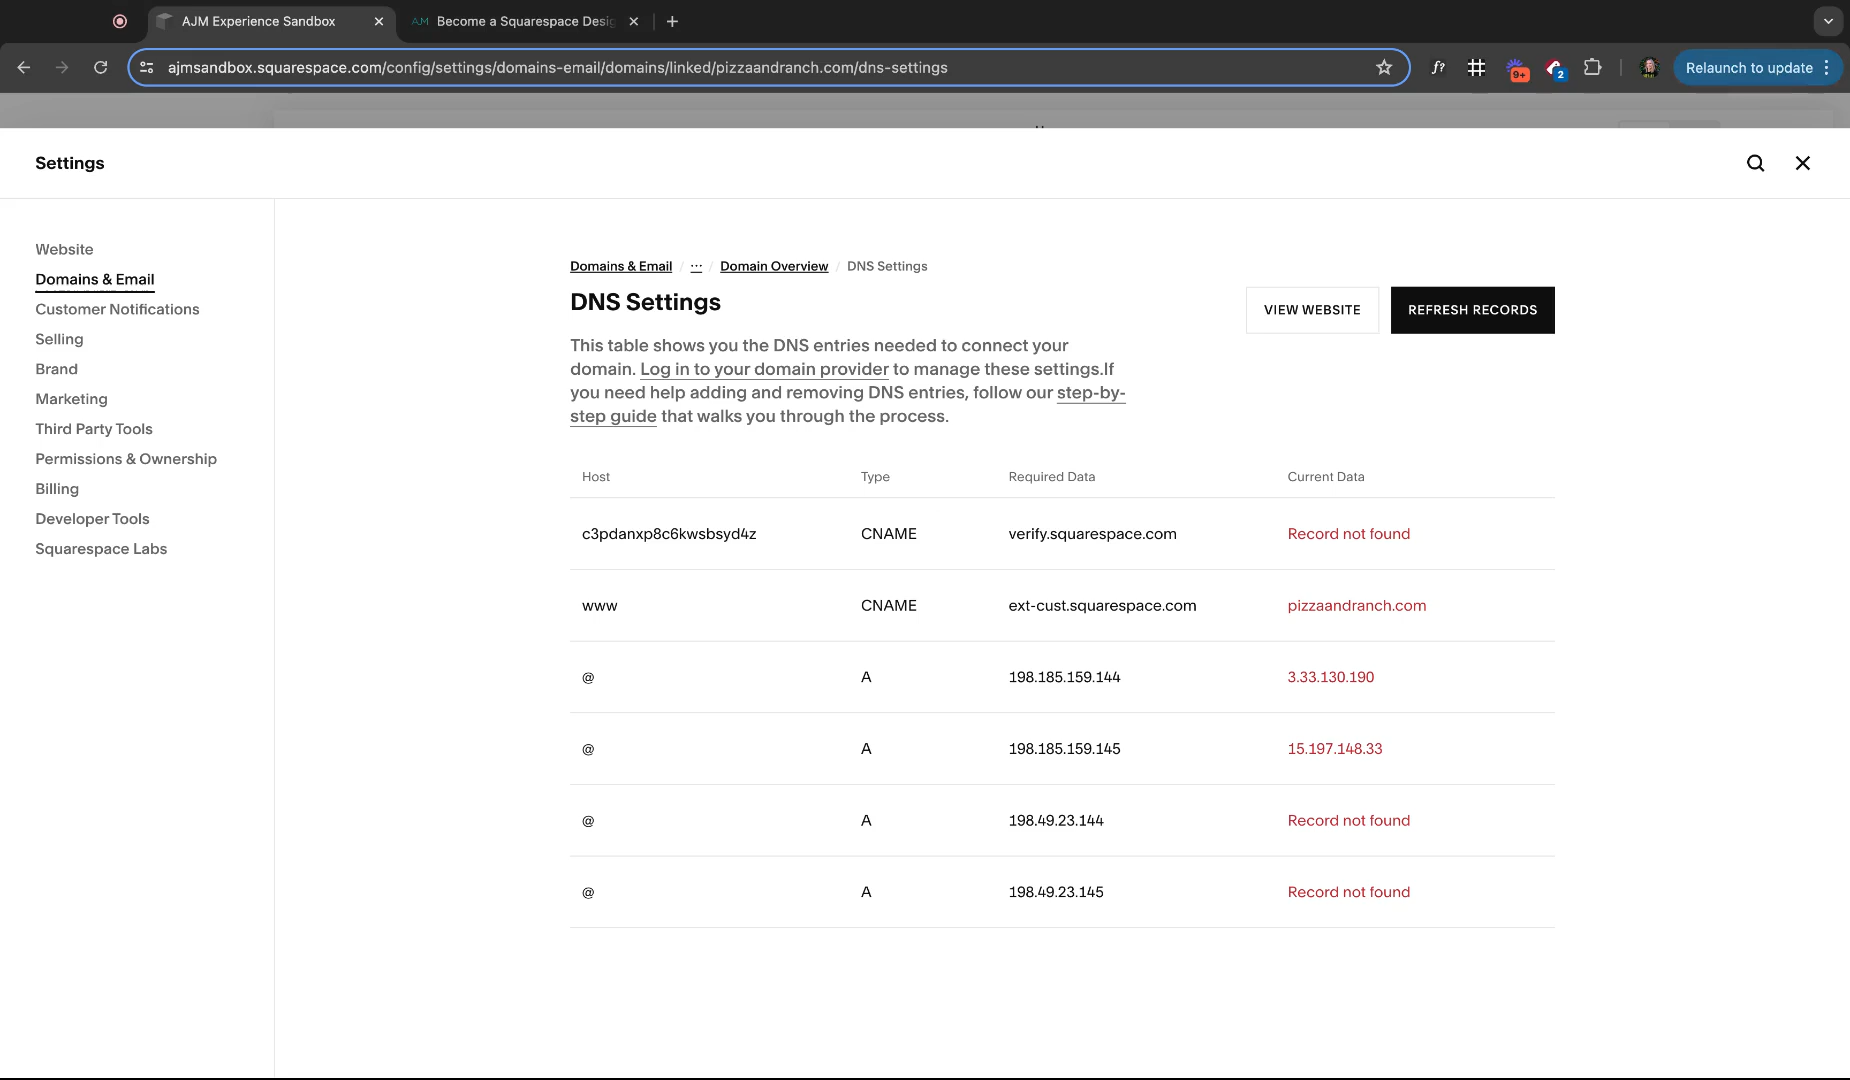 AJM Experience Sandbox
AJM Become a Squarespace Desig
ajmsandbox.squarespace.com/config/settings/domains-email/domains/linked/pizzaandranch.com/dns-settings
f?
9+
2
Relaunch to update
Settings
Website
Domains & Email
Customer Notifications
Selling
Brand
Marketing
Third Party Tools
Permissions & Ownership
Billing
Developer Tools
Squarespace Labs
Domains & Email / ... / Domain Overview / DNS Settings
DNS Settings
VIEW WEBSITE
REFRESH RECORDS
This table shows you the DNS entries needed to connect your
domain. Log in to your domain provider to manage these settings.If
you need help adding and removing DNS entries, follow our step-by-
step guide that walks you through the process.
Host Type Required Data Current Data
c3pdanxp8c6kwsbsyd4z CNAME verify.squarespace.com Record not found
www CNAME ext-cust.squarespace.com pizzaandranch.com
@ A 198.185.159.144 3.33.130.190
@ A 198.185.159.145 15.197.148.33
@ A 198.49.23.144 Record not found
@ A 198.49.23.145 Record not found